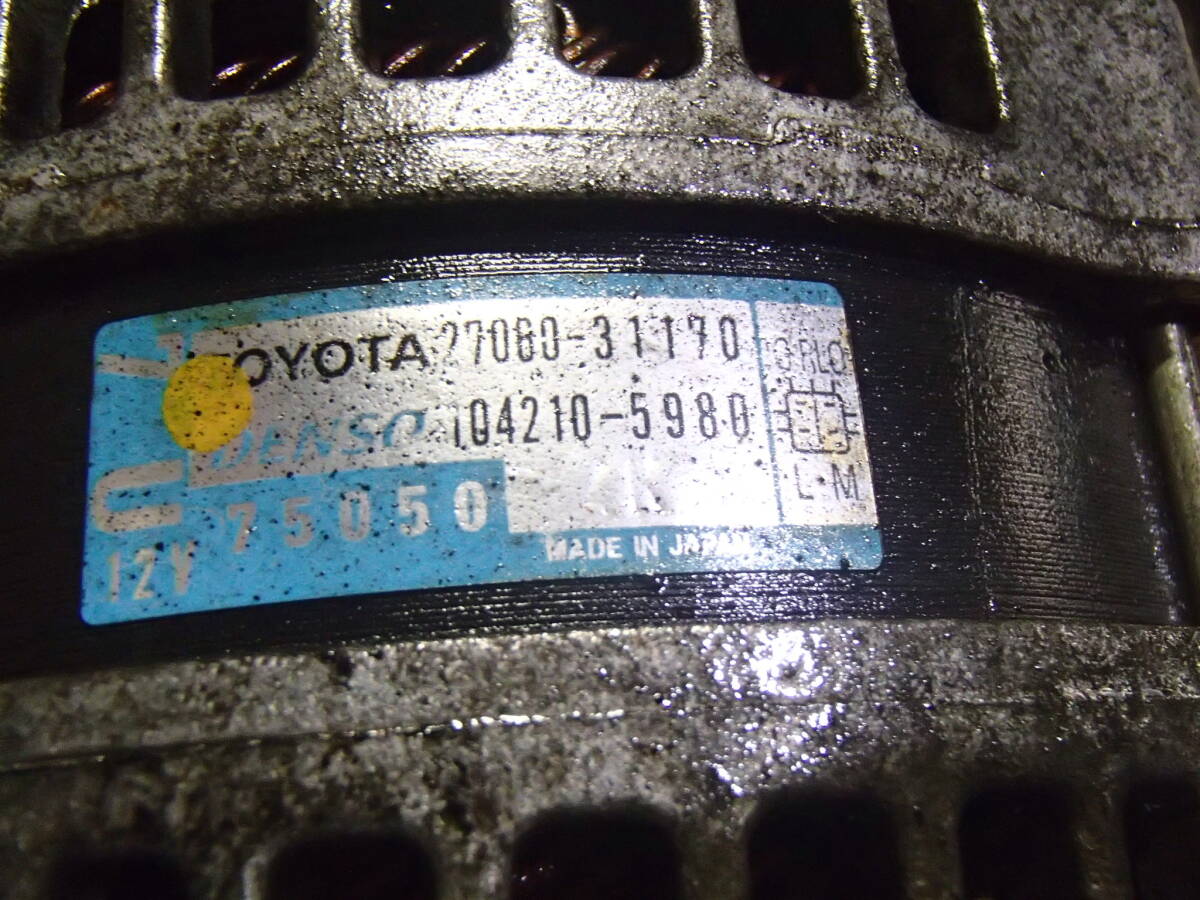 TOYOTA 27060-31170
DENSO 104210-5980
75050
12V
MADE IN JAPAN
L M